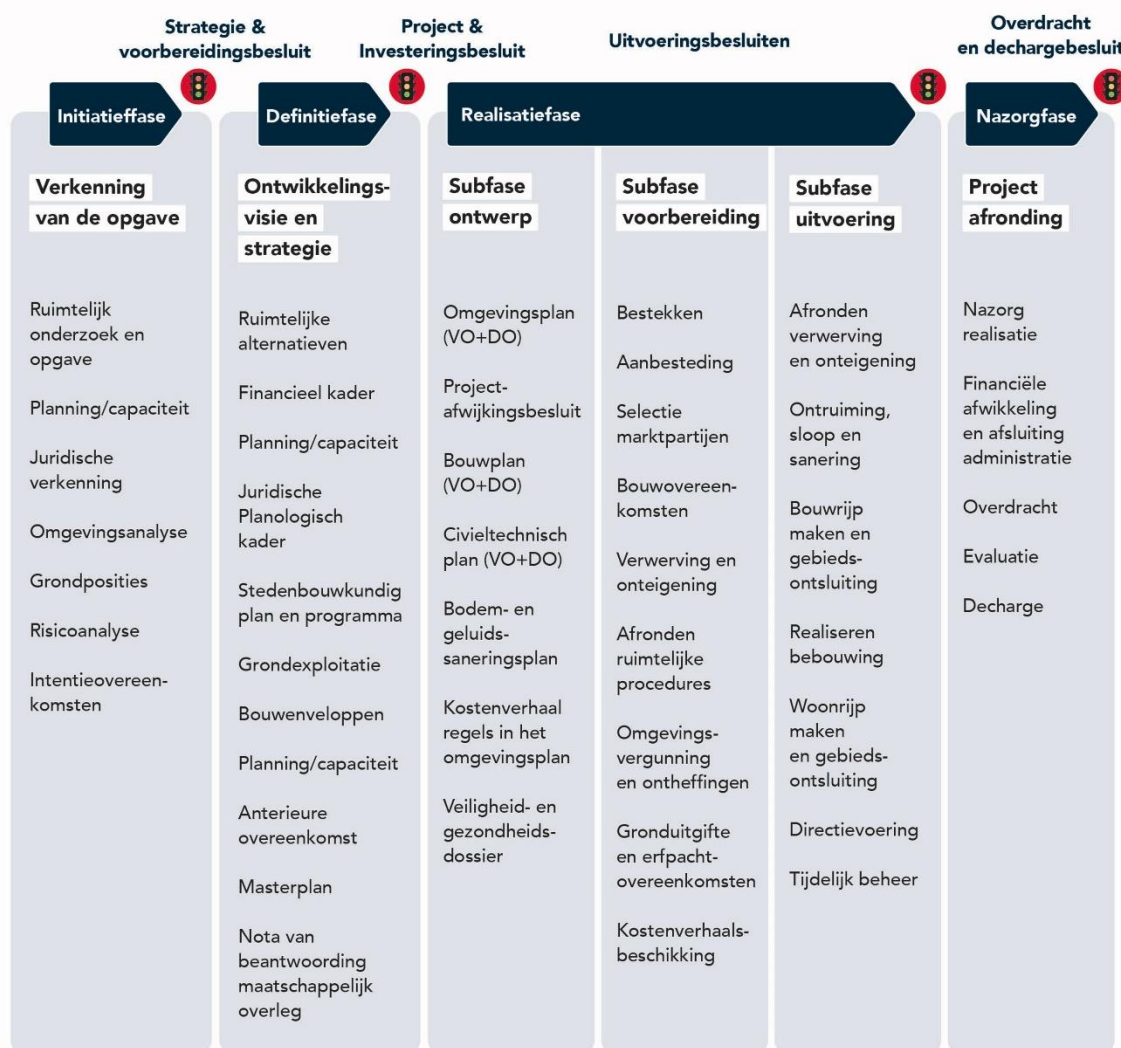 Strategie &
voorbereidingsbesluit
Project &
Investeringsbesluit
Uitvoeringsbesluiten
Overdracht
en dechargebesluit
Initiatieffase
Definitiefase
Realisatiefase
Nazorgfase
Verkenning
van de opgave
Ruimtelijk
onderzoek en
opgave
Planning/capaciteit
Juridische
verkenning
Omgevingsanalyse
Grondposities
Risicoanalyse
Intentieovereen-
komsten
Ontwikkelings-
visie en
strategie
Ruimtelijke
alternatieven
Financieel kader
Planning/capaciteit
Juridische
Planologisch
kader
Stedenbouwkundig
plan en programma
Grondexploitatie
Bouwenveloppen
Planning/capaciteit
Anterieure
overeenkomst
Masterplan
Nota van
beantwoording
maatschappelijk
overleg
Subfase
ontwerp
Omgevingsplan
(VO+DO)
Project-
afwijkingsbesluit
Bouwplan
(VO+DO)
Civieltechnisch
plan (VO+DO)
Bodem- en
geluids-
saneringsplan
Kostenverhaal
regels in het
omgevingsplan
Veiligheid- en
gezondheids-
dossier
Subfase
voorbereiding
Bestekken
Aanbesteding
Selectie
marktpartijen
Bouwovereen-
komsten
Verwerving en
onteigening
Afronden
ruimtelijke
procedures
Omgevings-
vergunning
en ontheffingen
Gronduitgifte
en erfpacht-
overeenkomsten
Kostenverhaals-
beschikking
Subfase
uitvoering
Afronden
verwerving
en onteigening
Ontruiming,
sloop en
sanering
Bouwrijp
maken en
gebieds-
ontsluiting
Realiseren
bebouwing
Woonrijp
maken
en gebieds-
ontsluiting
Directievoering
Tijdelijk beheer
Project
afronding
Nazorg
realisatie
Financiële
afwikkeling
en afsluiting
administratie
Overdracht
Evaluatie
Decharge